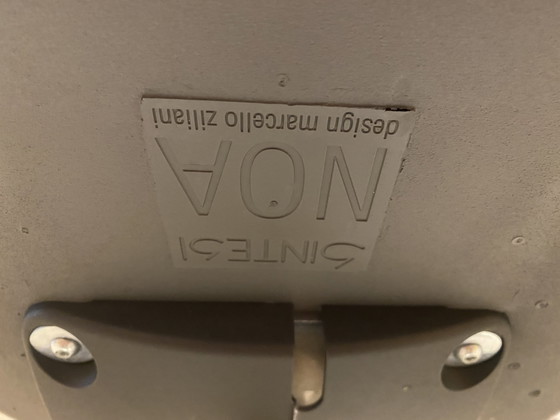 SINTESI
NOA
design marcello ziliani